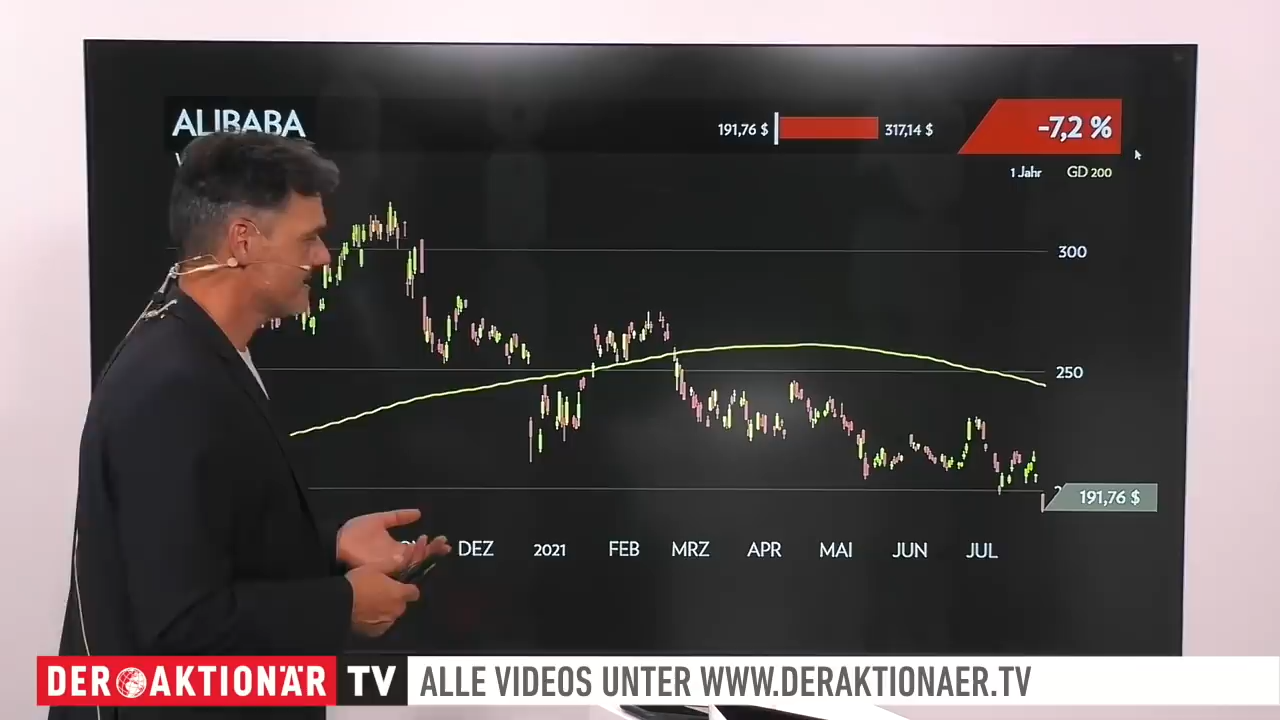 ALIBABA
191,76 $
317,14 $
-7,2 %
1 Jahr
GD 200
300
250
191,76 $
DEZ
2021
FEB
MRZ
APR
MAI
JUN
JUL
DER AKTIONÄR TV
ALLE VIDEOS UNTER WWW.DERAKTIONAER.TV